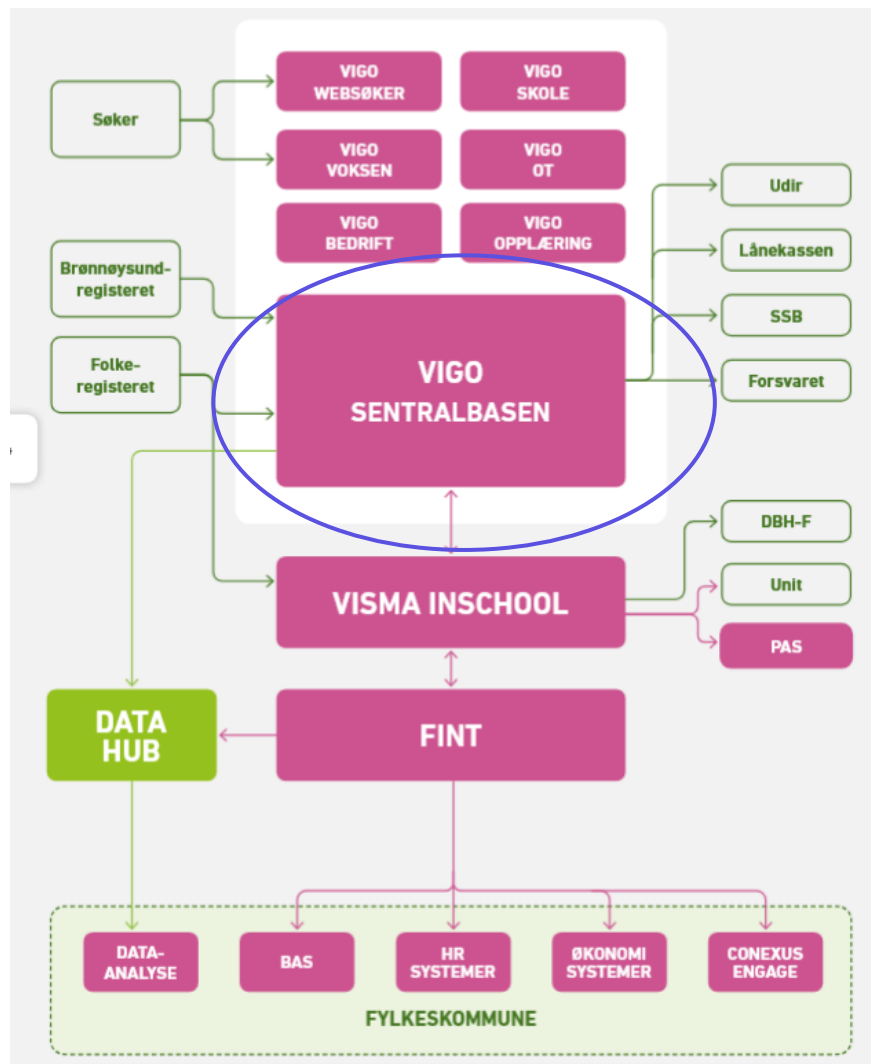 VIGO
WEBSØKER
VIGO
SKOLE
Søker
VIGO
VOKSEN
VIGO
OT
Udir
VIGO
BEDRIFT
VIGO
OPPLÆRING
Brønnøysund-
registeret
Lånekassen
SSB
Folke-
registeret
VIGO
SENTRALBASEN
Forsvaret
DBH-F
VISMA INSCHOOL
Unit
PAS
DATA
HUB
FINT
DATA-
ANALYSE
BAS
HR
SYSTEMER
ØKONOMI
SYSTEMER
CONEXUS
ENGAGE
FYLKESKOMMUNE